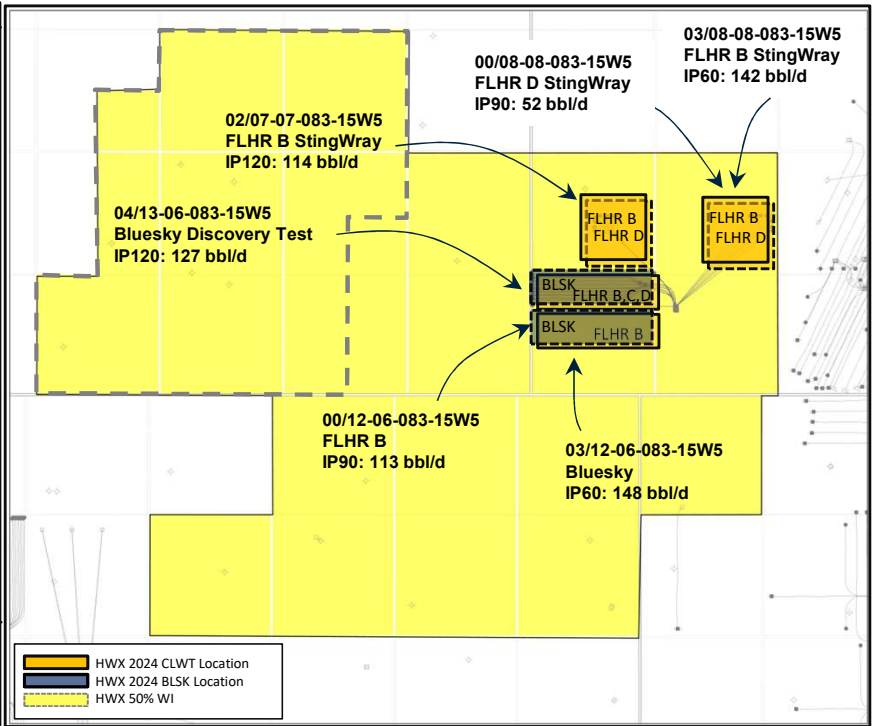 03/08-08-083-15W5
FLHR B StingWray
IP60: 142 bbl/d
00/08-08-083-15W5
FLHR D StingWray
IP90: 52 bbl/d
02/07-07-083-15W5
FLHR B StingWray
IP120: 114 bbl/d
04/13-06-083-15W5
Bluesky Discovery Test
IP120: 127 bbl/d
FLHR B
FLHR D
FLHR B
FLHR D
BLSK
FLHR B,C,D
BLSK
FLHR B
00/12-06-083-15W5
FLHR B
IP90: 113 bbl/d
03/12-06-083-15W5
Bluesky
IP60: 148 bbl/d
HWX 2024 CLWT Location
HWX 2024 BLSK Location
HWX 50% WI